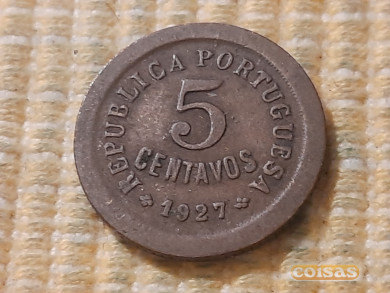 REPUBLICA PORTUGUESA
5
CENTAVOS
1927
coisas